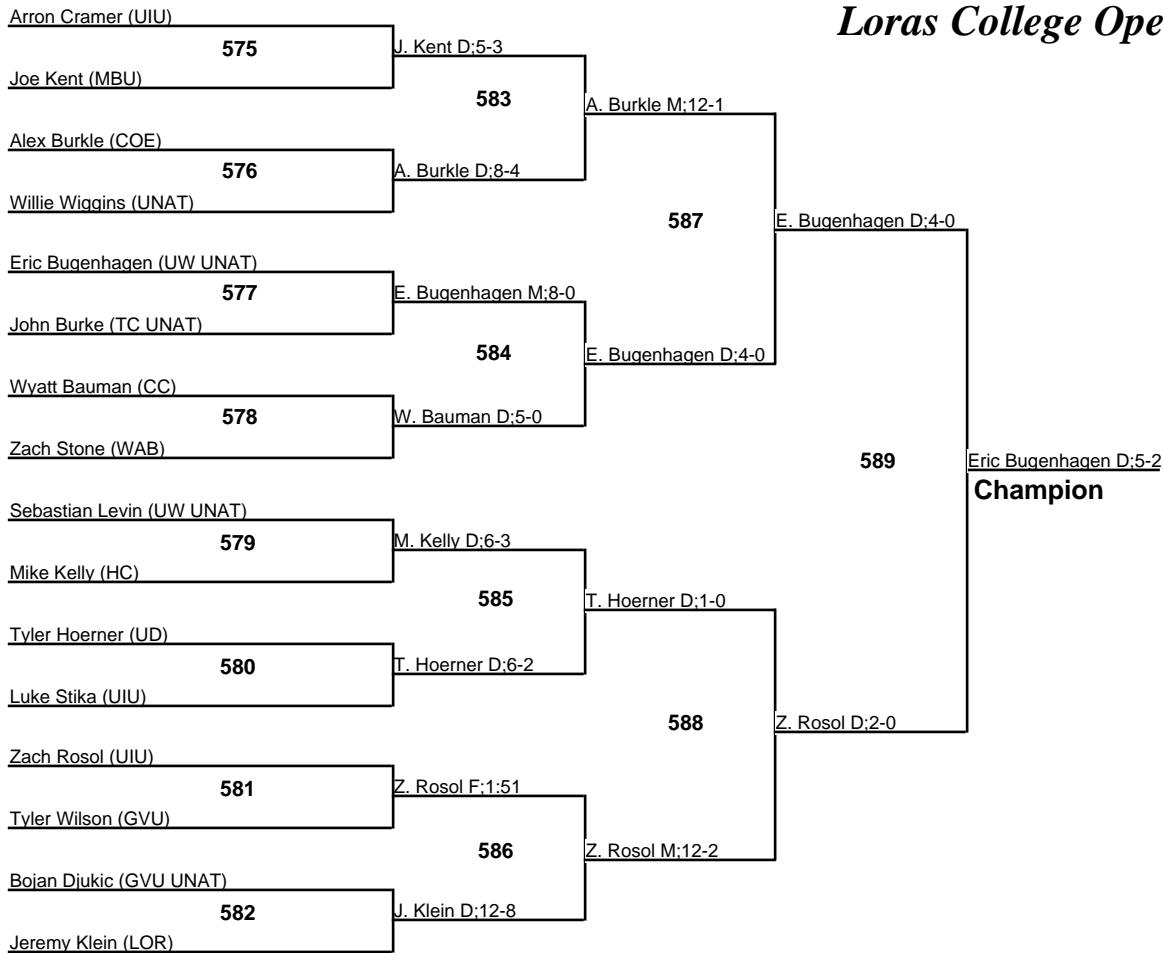 Loras College Ope
Arron Cramer (UIU)
575
J. Kent D;5-3
Joe Kent (MBU)
583
A. Burkle M;12-1
Alex Burkle (COE)
576
A. Burkle D;8-4
Willie Wiggins (UNAT)
587
E. Bugenhagen D;4-0
Eric Bugenhagen (UW UNAT)
577
E. Bugenhagen M;8-0
John Burke (TC UNAT)
584
E. Bugenhagen D;4-0
Wyatt Bauman (CC)
578
W. Bauman D;5-0
Zach Stone (WAB)
589
Eric Bugenhagen D;5-2
Champion
Sebastian Levin (UW UNAT)
579
M. Kelly D;6-3
Mike Kelly (HC)
585
T. Hoerner D;1-0
Tyler Hoerner (UD)
580
T. Hoerner D;6-2
Luke Stika (UIU)
588
Z. Rosol D;2-0
Zach Rosol (UIU)
581
Z. Rosol F;1:51
Tyler Wilson (GVU)
586
Z. Rosol M;12-2
Bojan Djukic (GVU UNAT)
582
J. Klein D;12-8
Jeremy Klein (LOR)